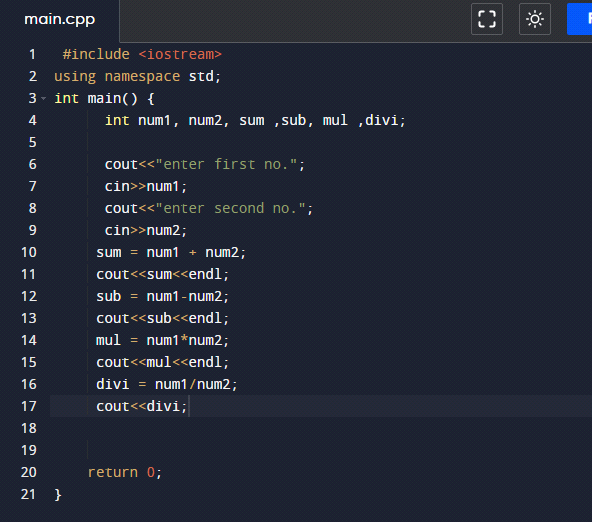 main.cpp
1 #include <iostream>
2 using namespace std;
3 int main() {
4 int num1, num2, sum ,sub, mul ,divi;
5
6 cout<<"enter first no.";
7 cin>>num1;
8 cout<<"enter second no.";
9 cin>>num2;
10 sum = num1 + num2;
11 cout<<sum<<endl;
12 sub = num1-num2;
13 cout<<sub<<endl;
14 mul = num1*num2;
15 cout<<mul<<endl;
16 divi = num1/num2;
17 cout<<divi;
18
19
20 return 0;
21 }